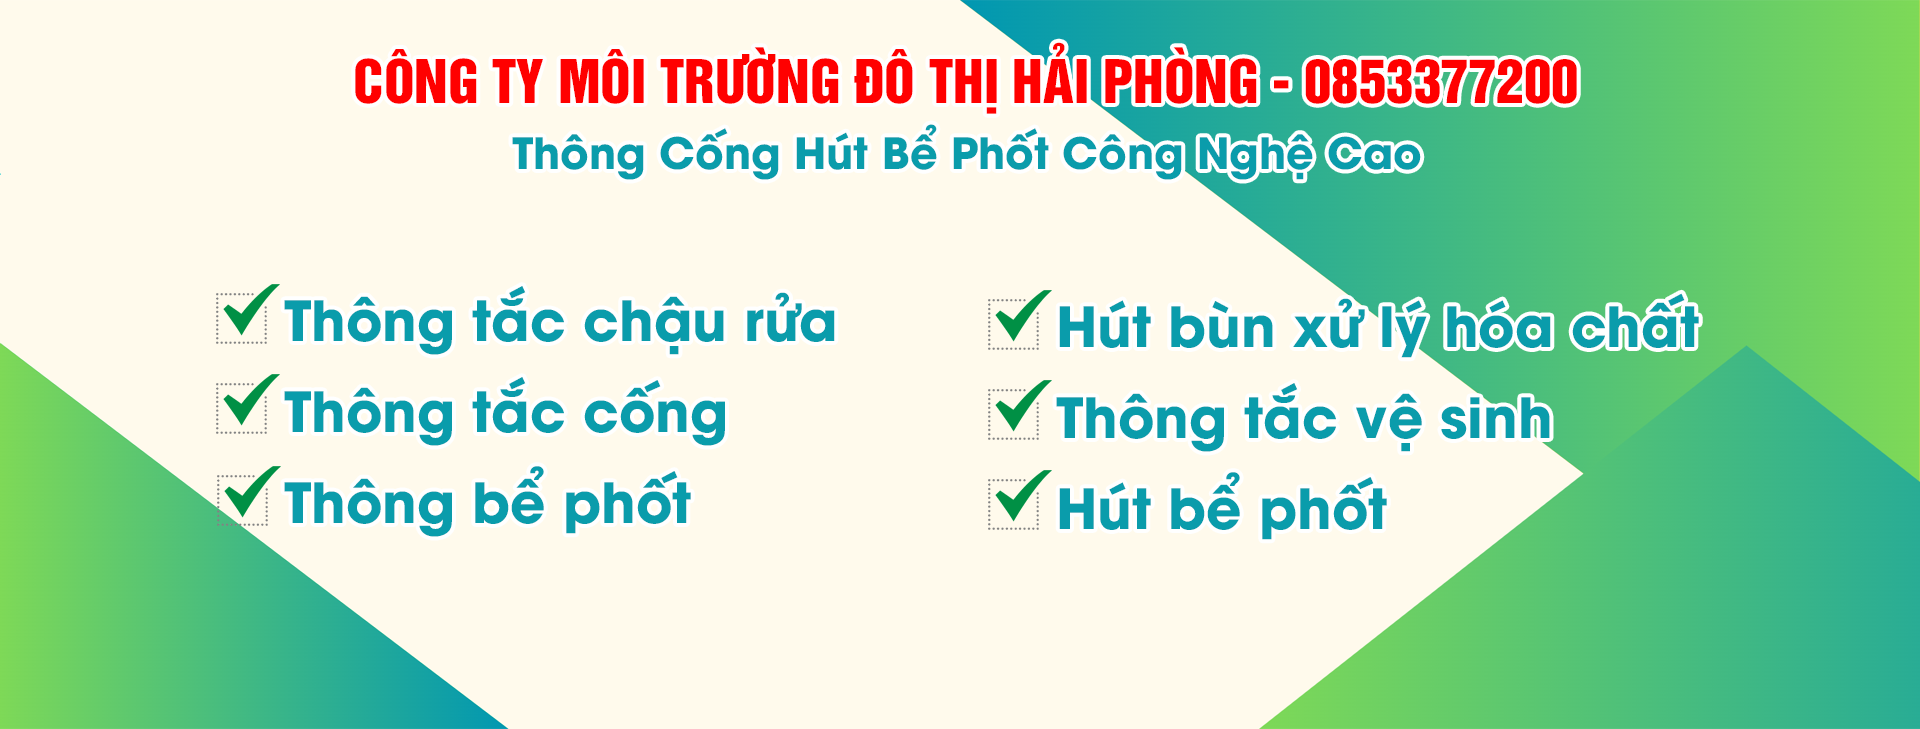 CÔNG TY MÔI TRƯỜNG ĐÔ THỊ HẢI PHÒNG - 0853377200
Thông Cống Hút Bể Phốt Công Nghệ Cao
Thông tắc chậu rửa
Thông tắc cống
Thông bể phốt
Hút bùn xử lý hóa chất
Thông tắc vệ sinh
Hút bể phốt